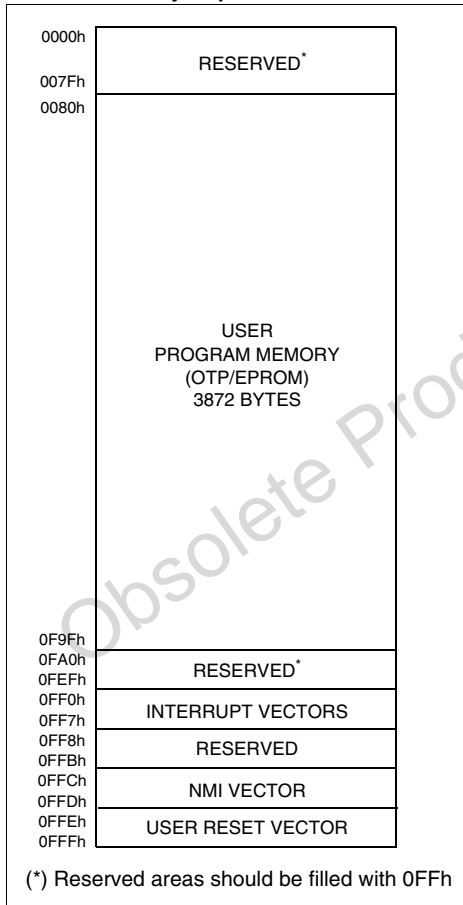 0000h
RESERVED*
007Fh
0080h
USER
PROGRAM MEMORY
(OTP/EPROM)
3872 BYTES
Obsolete Prod
0F9Fh
0FA0h
RESERVED*
0FEFh
0FF0h
INTERRUPT VECTORS
0FF7h
0FF8h
RESERVED
0FFBh
0FFCh
NMI VECTOR
0FFDh
0FFEh
USER RESET VECTOR
0FFFh
(*) Reserved areas should be filled with 0FFh